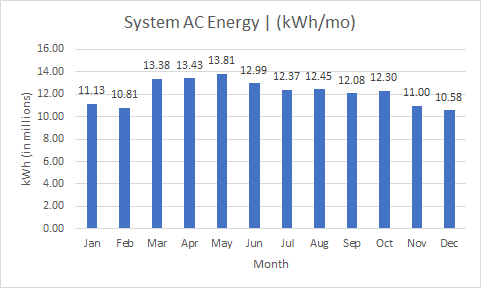 System AC Energy | (kWh/mo)
16.00
14.00
12.00
10.00
8.00
6.00
4.00
2.00
0.00
kWh (in millions)
11.13 10.81 13.38 13.43 13.81 12.99 12.37 12.45 12.08 12.30 11.00 10.58
Jan Feb Mar Apr May Jun Jul Aug Sep Oct Nov Dec
Month